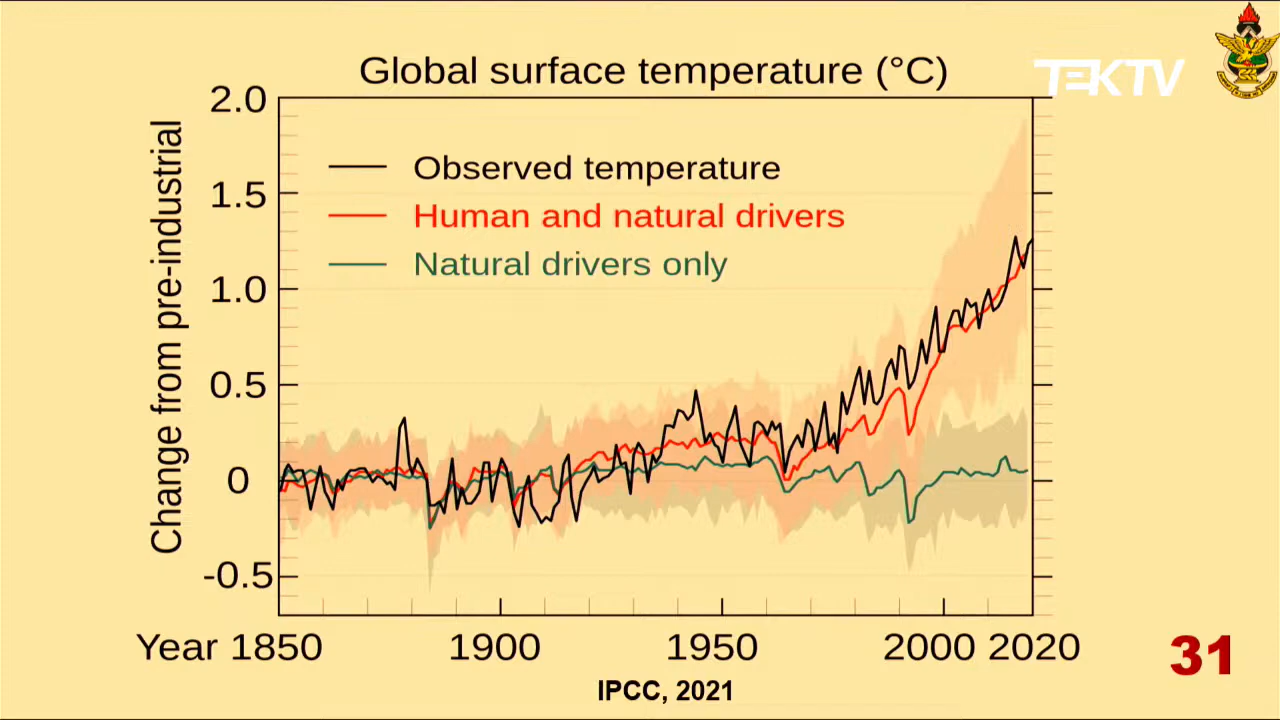 Global surface temperature (°C)
TEKTV
2.0
1.5
1.0
0.5
0
-0.5
Change from pre-industrial
Observed temperature
Human and natural drivers
Natural drivers only
Year 1850 1900 1950 2000 2020
IPCC, 2021
31